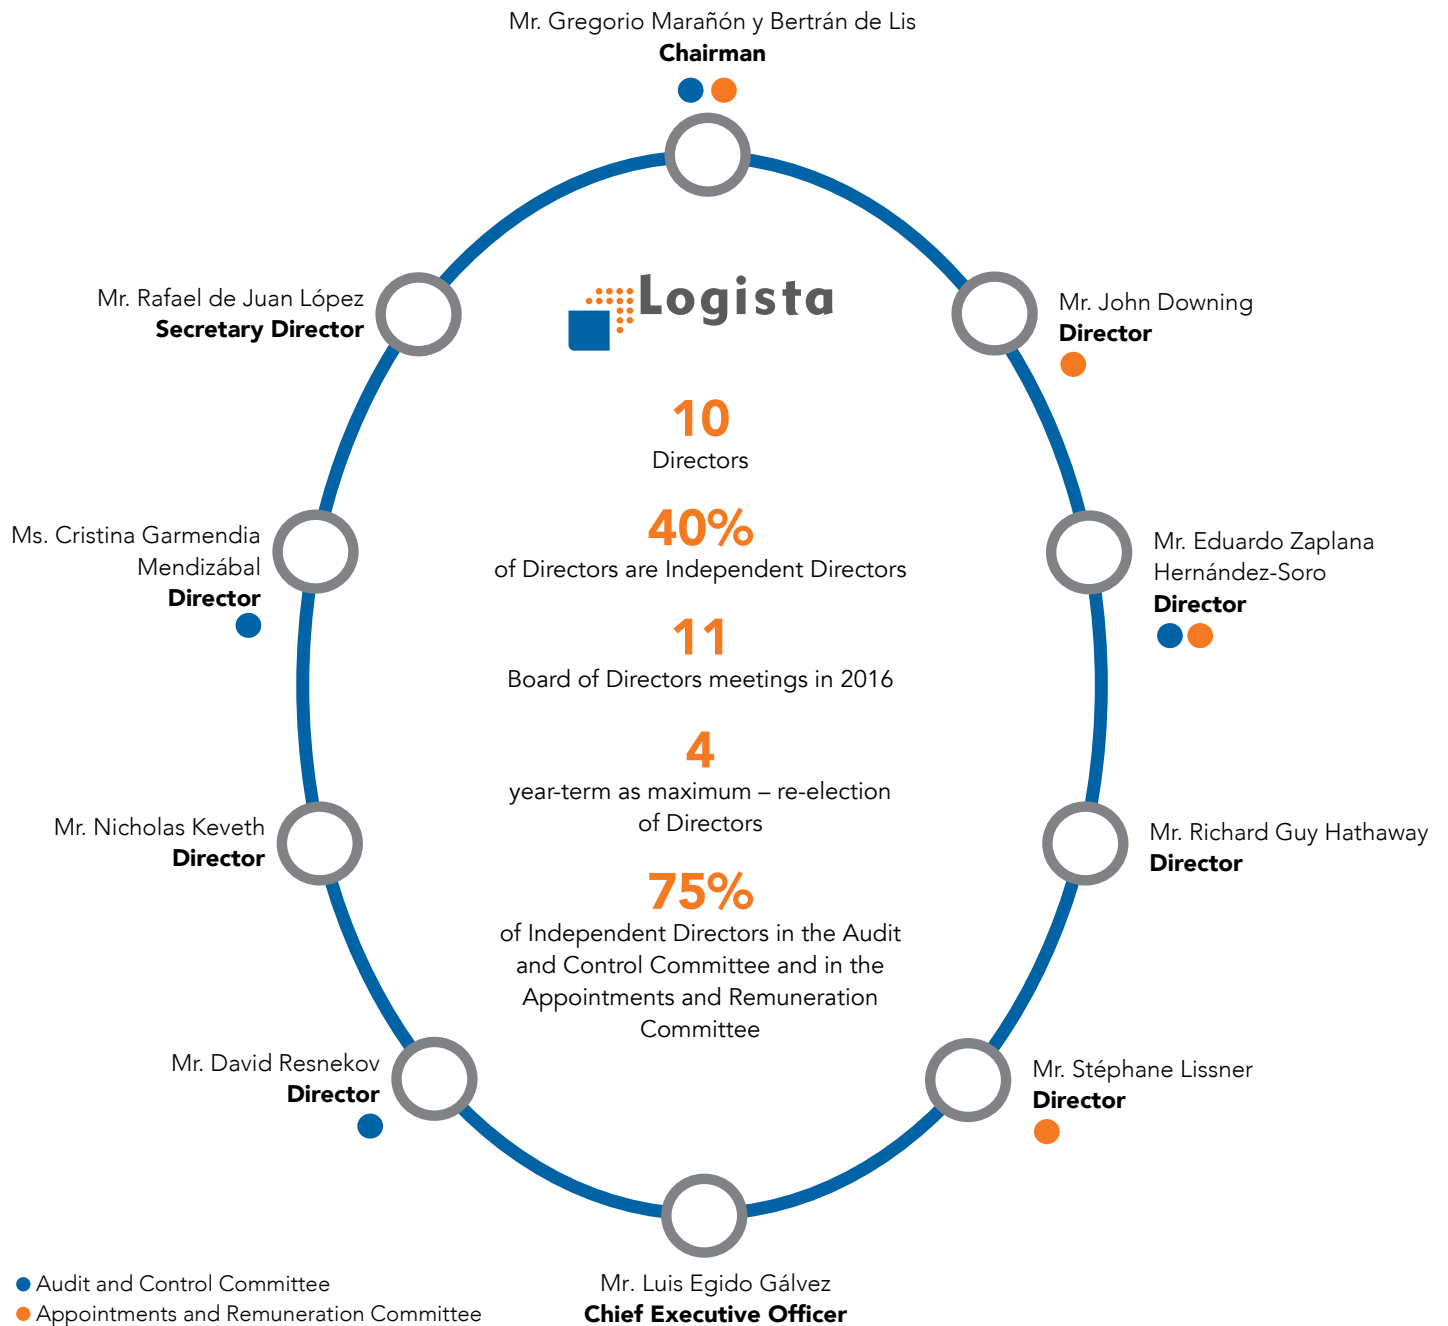 Mr. Gregorio Marañón y Bertrán de Lis
Chairman
Mr. Rafael de Juan López
Secretary Director
Logista
Mr. John Downing
Director
10
Directors
40%
of Directors are Independent Directors
Ms. Cristina Garmendia
Mendizábal
Director
Mr. Eduardo Zaplana
Hernández-Soro
Director
11
Board of Directors meetings in 2016
4
year-term as maximum – re-election
of Directors
Mr. Nicholas Keveth
Director
Mr. Richard Guy Hathaway
Director
75%
of Independent Directors in the Audit
and Control Committee and in the
Appointments and Remuneration
Committee
Mr. David Resnekov
Director
Mr. Stéphane Lissner
Director
Audit and Control Committee
Appointments and Remuneration Committee
Mr. Luis Egido Gálvez
Chief Executive Officer